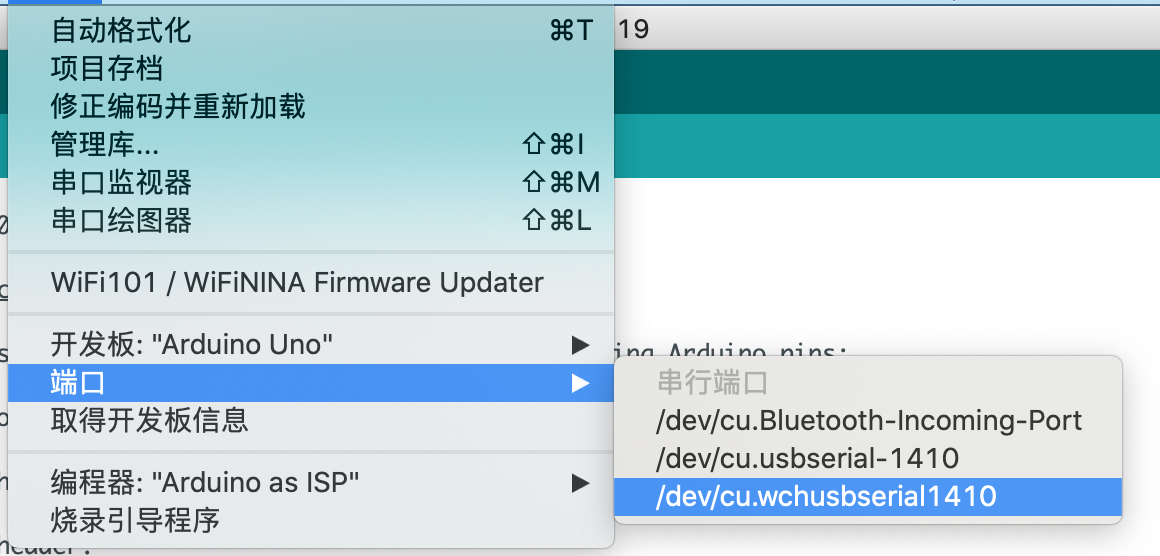 自动格式化 ⌘T
19
项目存档
修正编码并重新加载
管理库... ⇧⌘I
串口监视器 ⇧⌘M
串口绘图器 ⇧⌘L
WiFi101 / WiFiNINA Firmware Updater
开发板: "Arduino Uno"
ing Arduino pins:
端口
取得开发板信息
编程器: "Arduino as ISP"
烧录引导程序
串行端口
/dev/cu.Bluetooth-Incoming-Port
/dev/cu.usbserial-1410
/dev/cu.wchusbserial1410